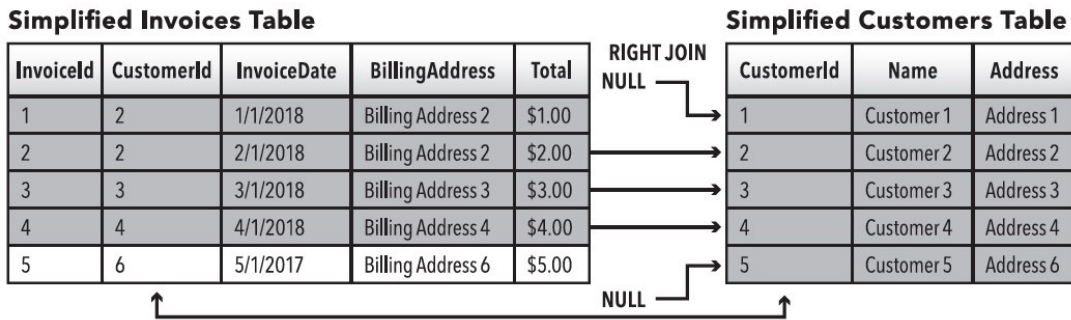 Simplified Invoices Table
InvoiceId CustomerId InvoiceDate BillingAddress Total
1 2 1/1/2018 Billing Address 2 $1.00
2 2 2/1/2018 Billing Address 2 $2.00
3 3 3/1/2018 Billing Address 3 $3.00
4 4 4/1/2018 Billing Address 4 $4.00
5 6 5/1/2017 Billing Address 6 $5.00
RIGHT JOIN
NULL
NULL
Simplified Customers Table
CustomerId Name Address
1 Customer 1 Address 1
2 Customer 2 Address 2
3 Customer 3 Address 3
4 Customer 4 Address 4
5 Customer 5 Address 6